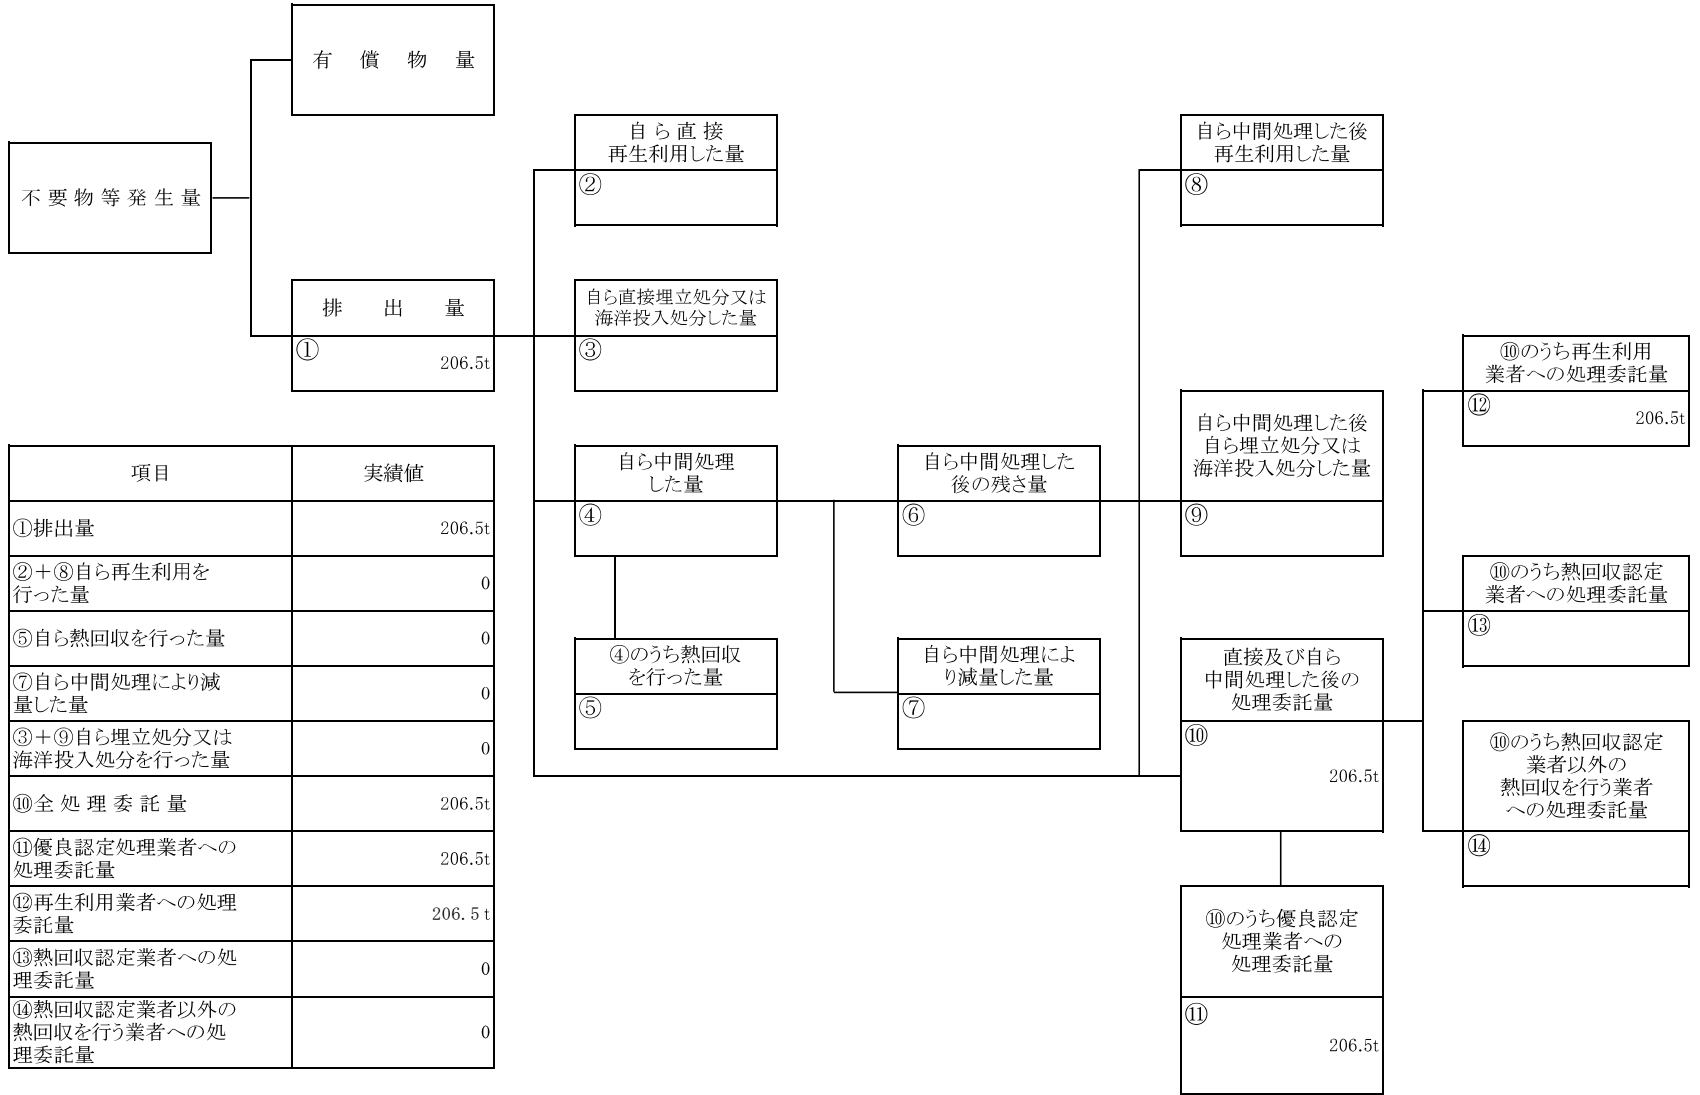 有 償 物 量
不 要 物 等 発 生 量
排 出 量
①
206.5t
自 ら 直 接
再生利用した量
②
自ら直接埋立処分又は
海洋投入処分した量
③
自ら中間処理
した量
④
④のうち熱回収
を行った量
⑤
自ら中間処理した
後の残さ量
⑥
自ら中間処理によ
り減量した量
⑦
自ら中間処理した後
再生利用した量
⑧
自ら中間処理した後
自ら埋立処分又は
海洋投入処分した量
⑨
直接及び自ら
中間処理した後の
処理委託量
⑩
206.5t
⑩のうち優良認定
処理業者への
処理委託量
⑪
206.5t
⑩のうち再生利用
業者への処理委託量
⑫
206.5t
⑩のうち熱回収認定
業者への処理委託量
⑬
⑩のうち熱回収認定
業者以外の
熱回収を行う業者
への処理委託量
⑭
項目 実績値
①排出量 206.5t
②＋⑧自ら再生利用を
行った量
0
⑤自ら熱回収を行った量 0
⑦自ら中間処理により減
量した量
0
③＋⑨自ら埋立処分又は
海洋投入処分を行った量
0
⑩全 処 理 委 託 量 206.5t
⑪優良認定処理業者への
処理委託量
206.5t
⑫再生利用業者への処理
委託量
206.5ｔ
⑬熱回収認定業者への処
理委託量
0
⑭熱回収認定業者以外の
熱回収を行う業者への処
理委託量
0